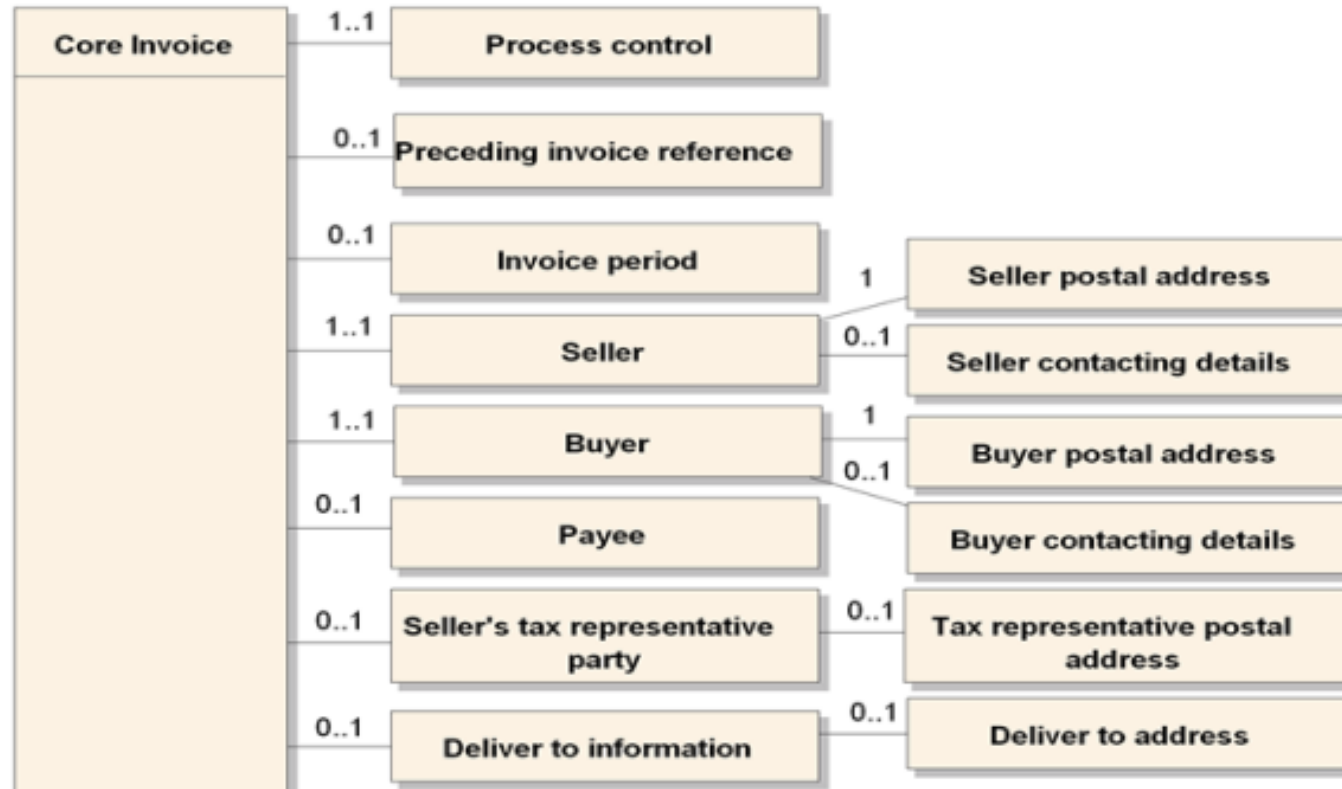 Core Invoice
1..1
Process control
0..1
Preceding invoice reference
0..1
Invoice period
1..1
Seller
1
Seller postal address
0..1
Seller contacting details
1..1
Buyer
1
Buyer postal address
0..1
Buyer contacting details
0..1
Payee
0..1
Seller's tax representative
party
0..1
Tax representative postal
address
0..1
Deliver to information
0..1
Deliver to address